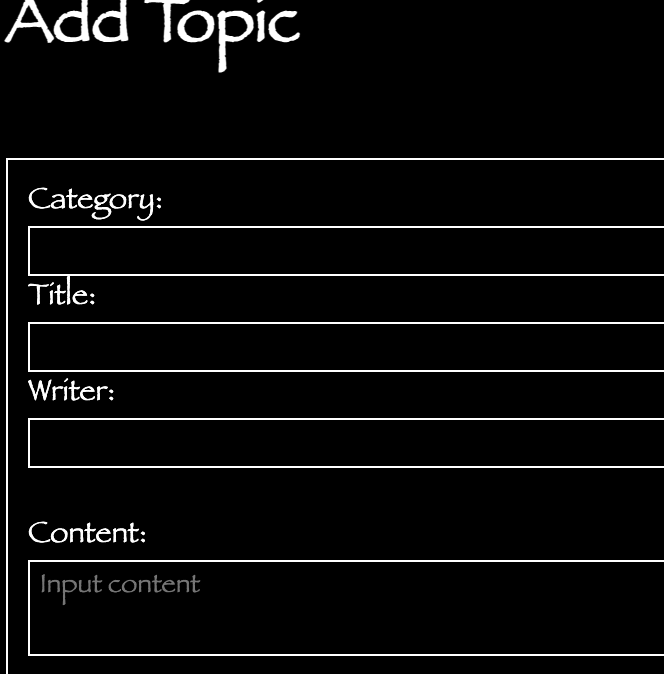 Add Topic
Category:
Title:
Writer:
Content:
Input content